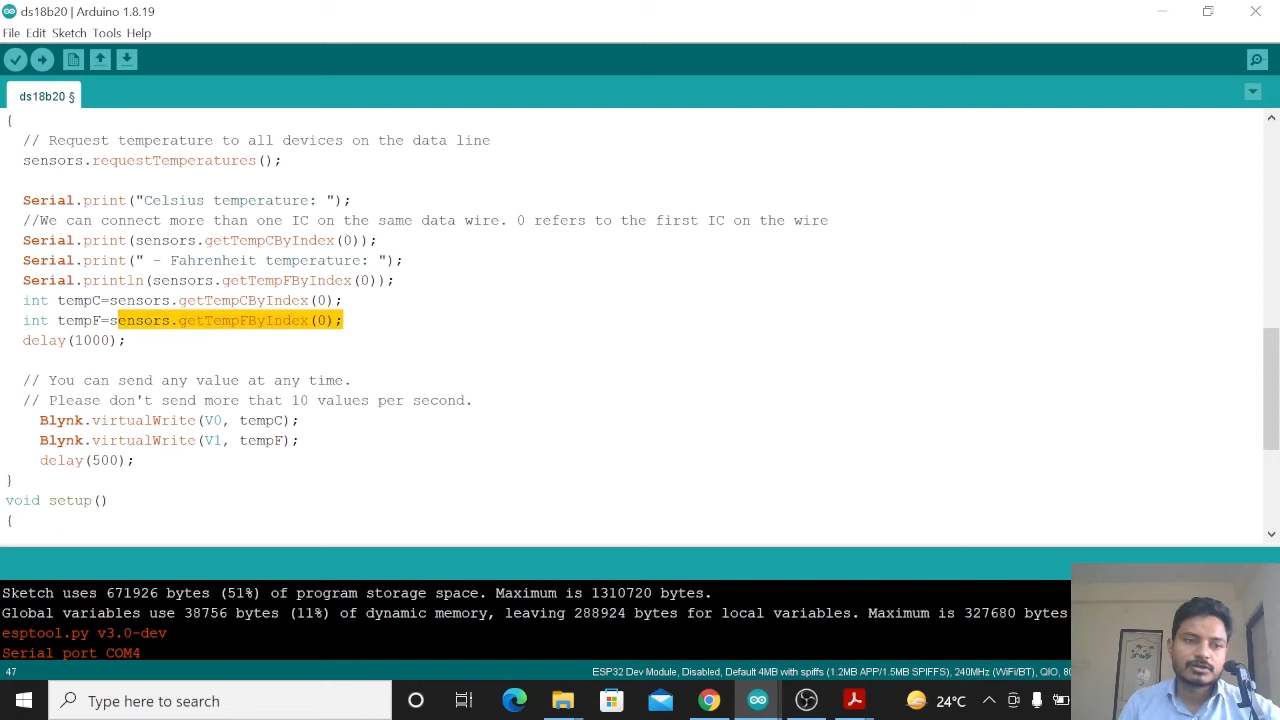 ds18b20 | Arduino 1.8.19
File Edit Sketch Tools Help
ds18b20 §
{
// Request temperature to all devices on the data line
sensors.requestTemperatures();
Serial.print("Celsius temperature: ");
//We can connect more than one IC on the same data wire. 0 refers to the first IC on the wire
Serial.print(sensors.getTempCByIndex(0));
Serial.print(" - Fahrenheit temperature: ");
Serial.println(sensors.getTempFByIndex(0));
int tempC=sensors.getTempCByIndex(0);
int tempF=sensors.getTempFByIndex(0);
delay(1000);
// You can send any value at any time.
// Please don't send more that 10 values per second.
Blynk.virtualWrite(V0, tempC);
Blynk.virtualWrite(V1, tempF);
delay(500);
}
void setup()
{
Sketch uses 671926 bytes (51%) of program storage space. Maximum is 1310720 bytes.
Global variables use 38756 bytes (11%) of dynamic memory, leaving 288924 bytes for local variables. Maximum is 327680 bytes
esptool.py v3.0-dev
Serial port COM4
47 ESP32 Dev Module, Disabled, Default 4MB with spiffs (1.2MB APP/1.5MB SPIFFS), 240MHz (WiFi/BT), QIO, 80
Type here to search 24°C